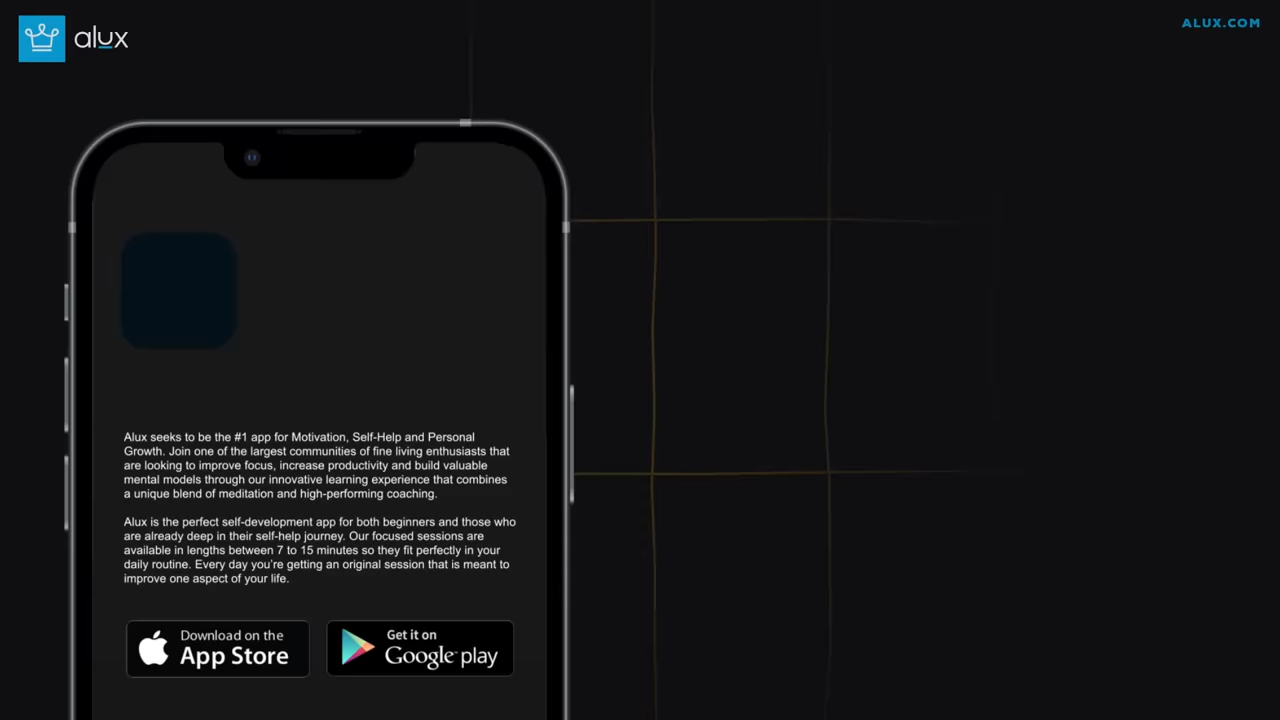 alux
ALUX.COM
Alux seeks to be the #1 app for Motivation, Self-Help and Personal
Growth. Join one of the largest communities of fine living enthusiasts that
are looking to improve focus, increase productivity and build valuable
mental models through our innovative learning experience that combines
a unique blend of meditation and high-performing coaching.
Alux is the perfect self-development app for both beginners and those who
are already deep in their self-help journey. Our focused sessions are
available in lengths between 7 to 15 minutes so they fit perfectly in your
daily routine. Every day you're getting an original session that is meant to
improve one aspect of your life.
Download on the
App Store
Get it on
Google play